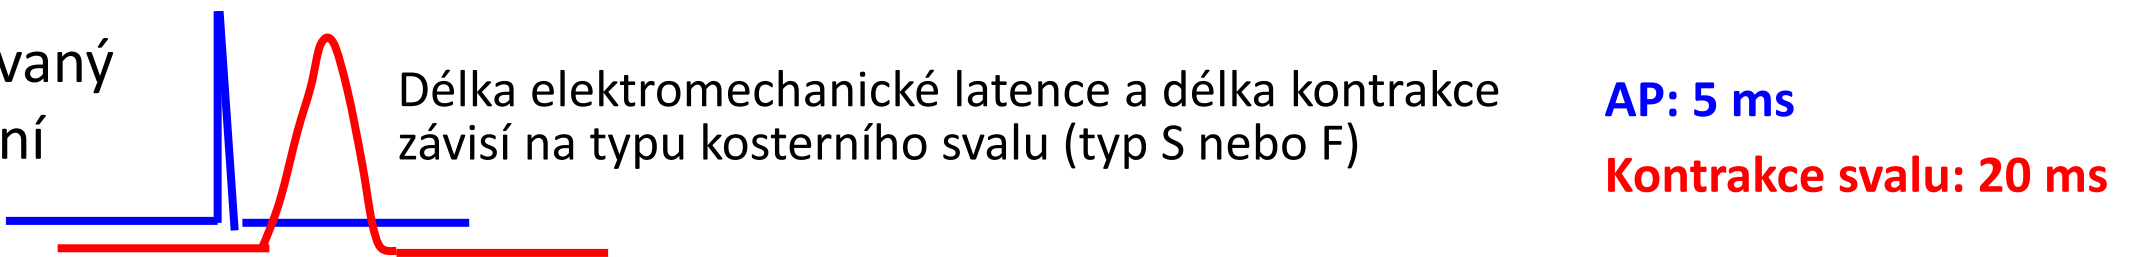 vaný
ní
Délka elektromechanické latence a délka kontrakce
závisí na typu kosterního svalu (typ S nebo F)
AP: 5 ms
Kontrakce svalu: 20 ms